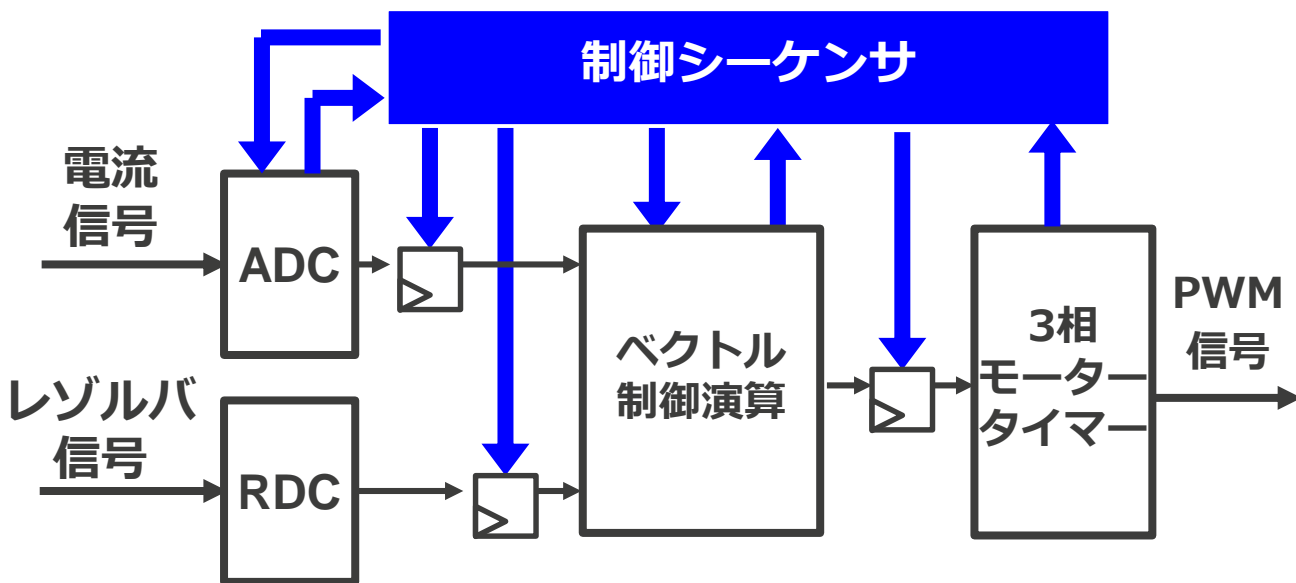 制御シーケンサ
電流
信号
ADC
レゾルバ
信号
RDC
ベクトル
制御演算
3相
モーター
タイマー
PWM
信号